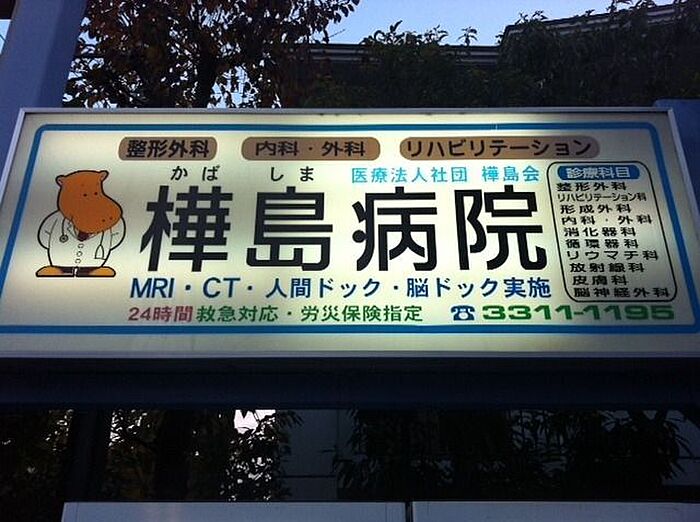 整形外科 内科・外科 リハビリテーション
かば しま 医療法人社団 樺島会
樺島病院
MRI・CT・人間ドック・脳ドック実施
24時間救急対応・労災保険指定 ☎3311-1195
診療科目
整形外科
リハビリテーション科
形成外科
内科・外科
消化器科
循環器科
リウマチ科
放射線科
皮膚科
脳神経外科